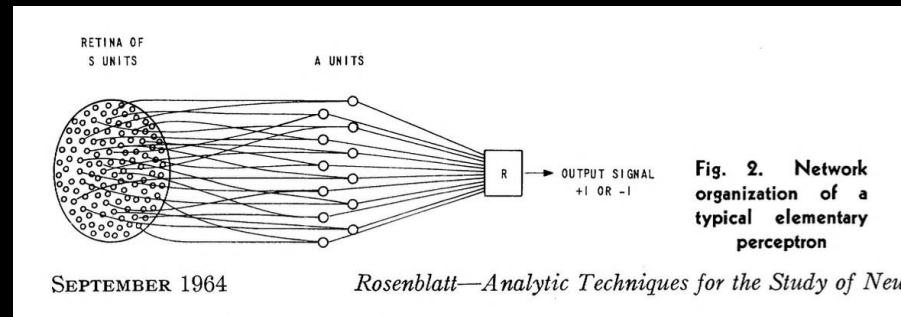 RETINA OF
S UNITS
A UNITS
R
OUTPUT SIGNAL
+1 OR -1
Fig. 2. Network
organization of a
typical elementary
perceptron
SEPTEMBER 1964
Rosenblatt—Analytic Techniques for the Study of Neu